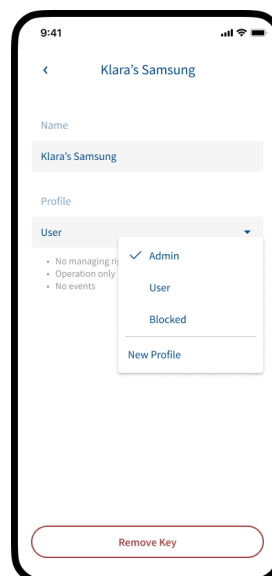 9:41
Klara’s Samsung
Name
Klara’s Samsung
Profile
User
Admin
• No managing
• Operation only
User
• No events
Blocked
New Profile
Remove Key